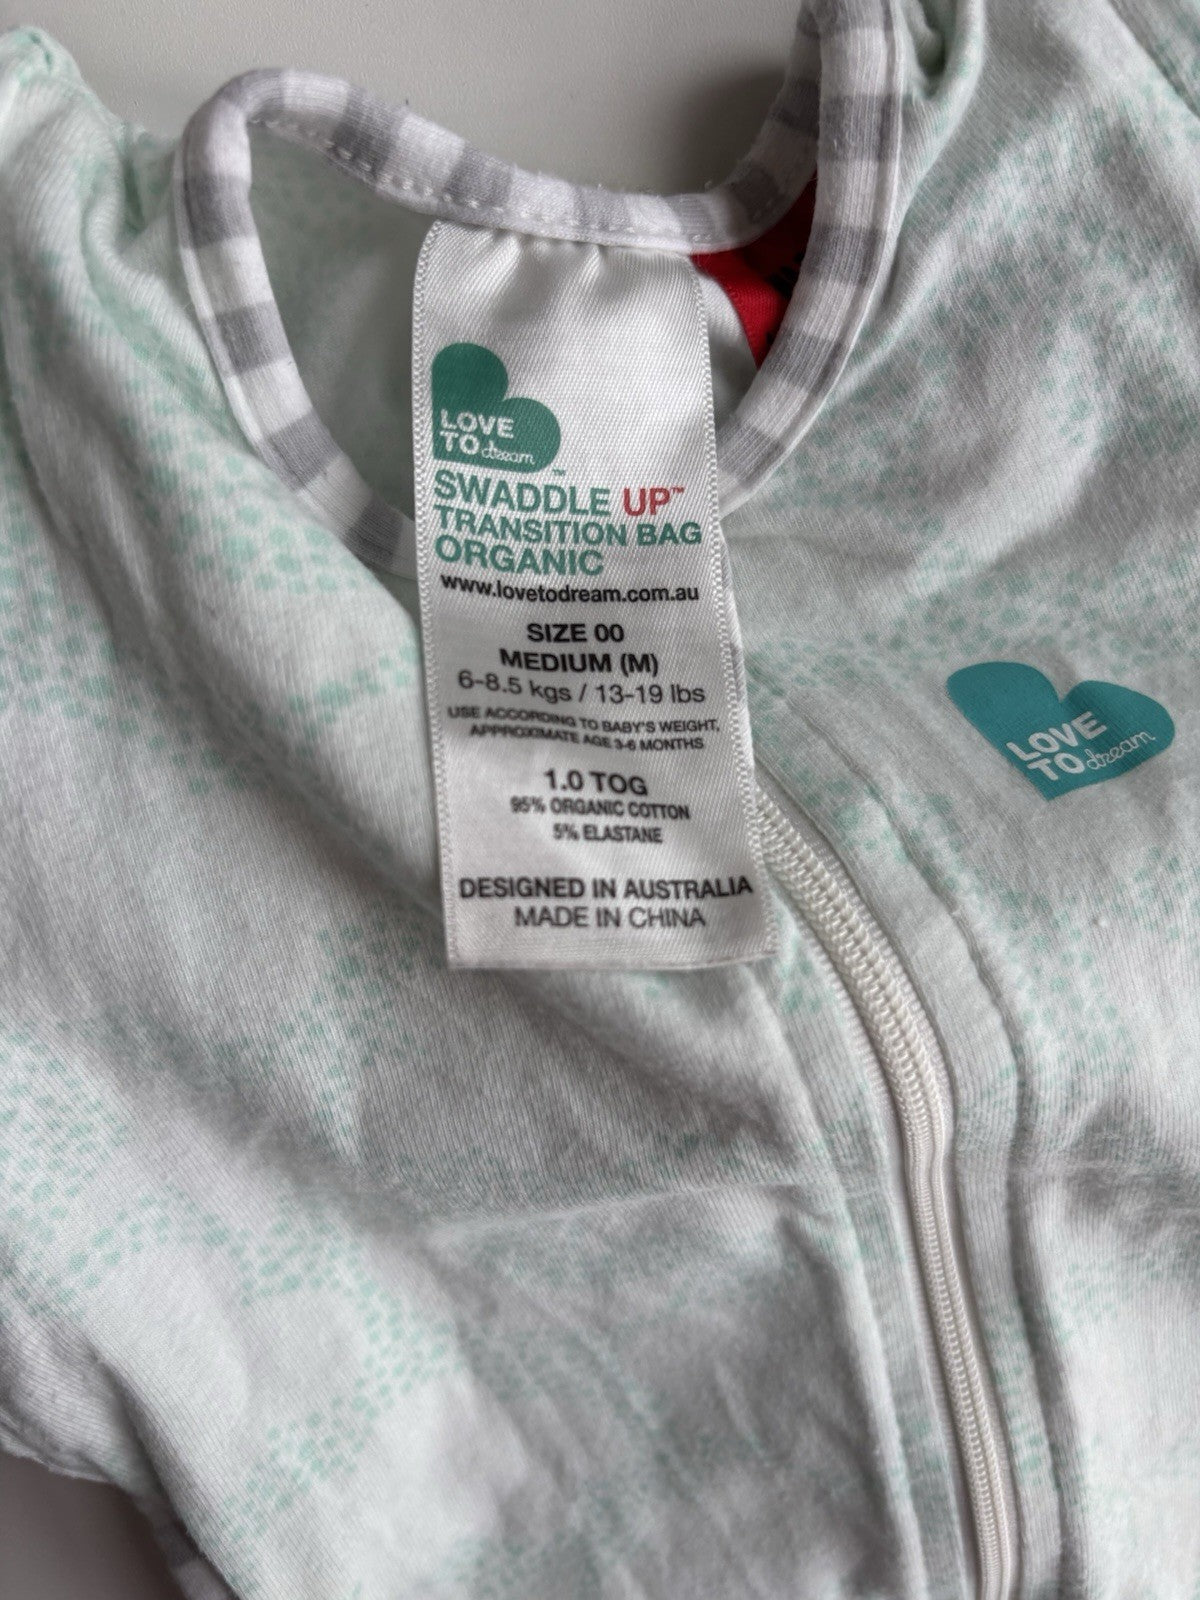 LOVE
TO dream™
SWADDLE UP™
TRANSITION BAG
ORGANIC
www.lovetodream.com.au
SIZE 00
MEDIUM (M)
6-8.5 kgs / 13-19 lbs
USE ACCORDING TO BABY'S WEIGHT,
APPROXIMATE AGE 3-6 MONTHS
1.0 TOG
95% ORGANIC COTTON
5% ELASTANE
DESIGNED IN AUSTRALIA
MADE IN CHINA
LOVE
TO dream